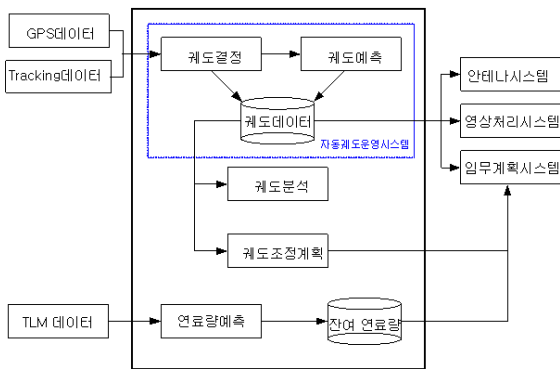 GPS데이터
Tracking데이터
궤도결정
궤도예측
궤도데이터
자동궤도운영시스템
안테나시스템
영상처리시스템
임무계획시스템
궤도분석
궤도조정계획
TLM 데이터
연료량예측
잔여 연료량